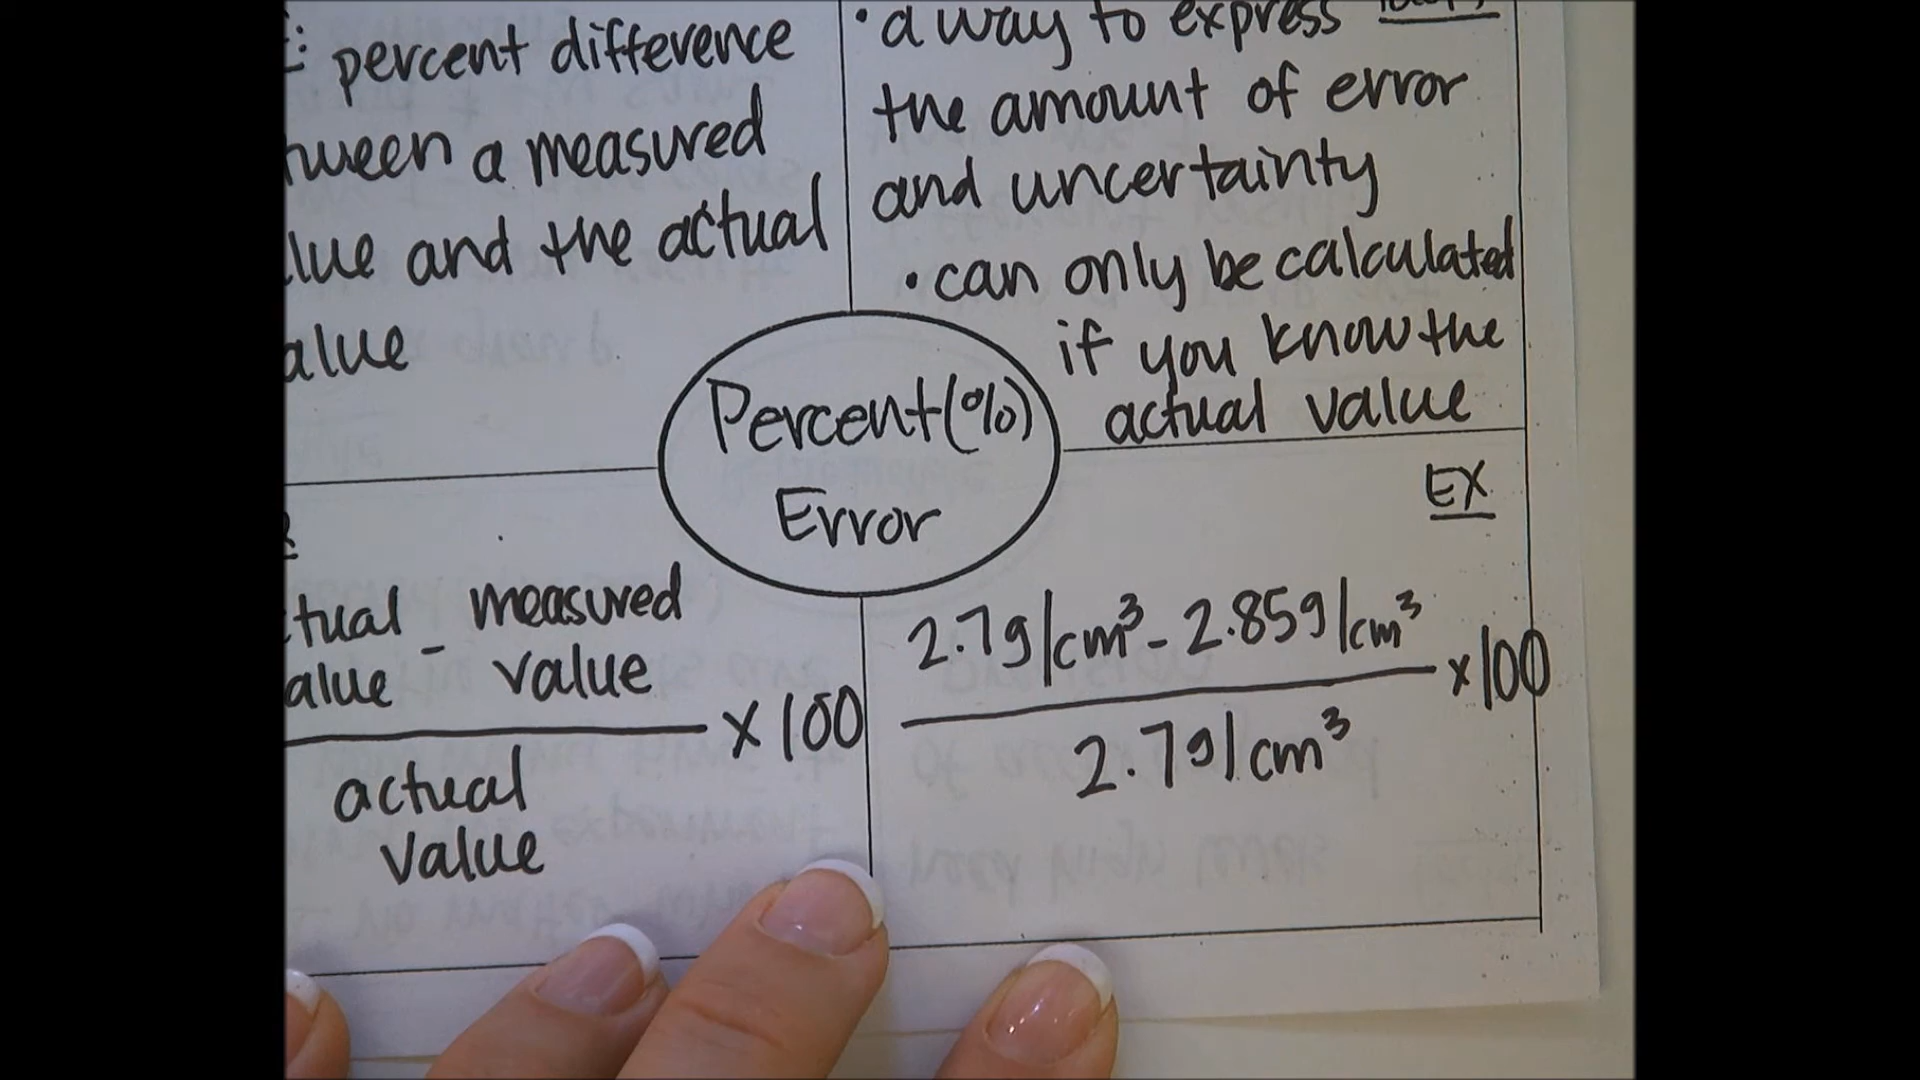 : percent difference
tween a measured
lue and the actual
alue
• a way to express
the amount of error
and uncertainty
• can only be calculated
if you know the
actual value
Percent (%)
Error
tual - measured
alue value
x 100
actual
value
EX
2.7g/cm³ - 2.85g/cm³
x 100
2.7g/cm³